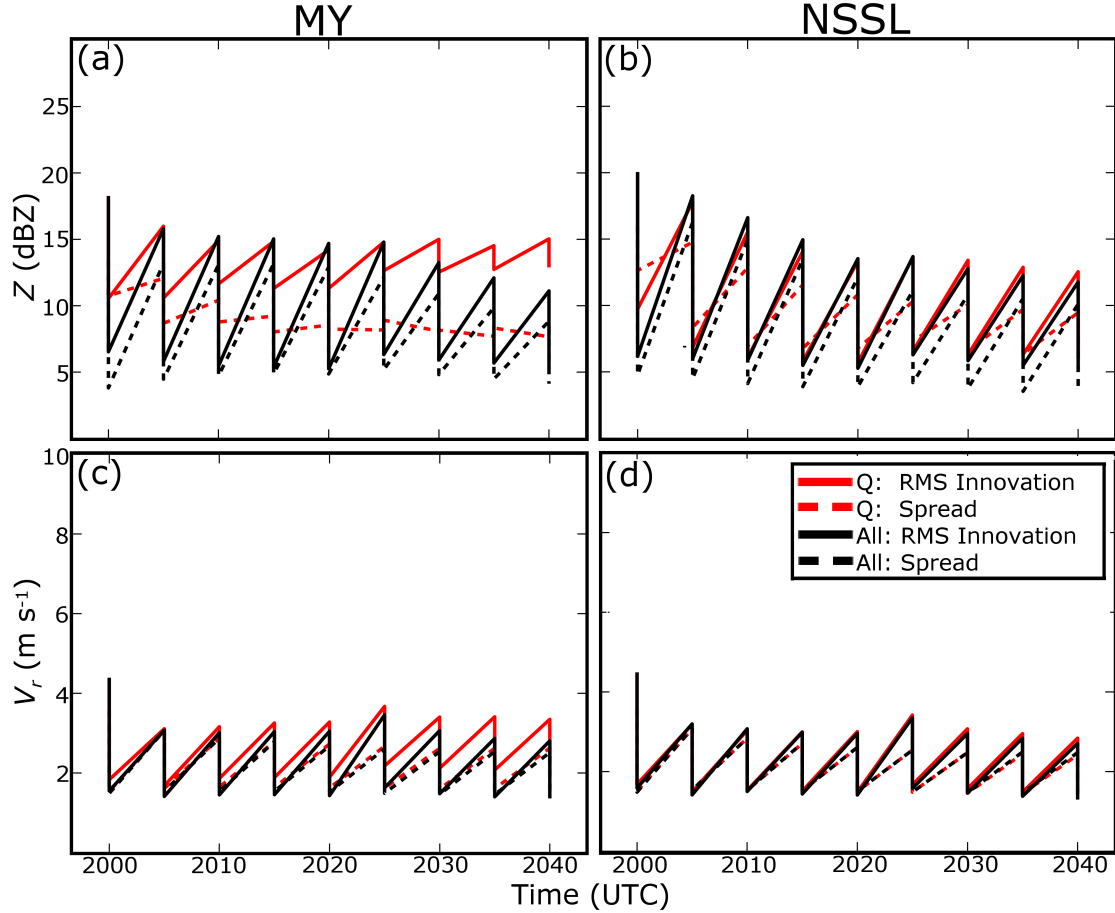 MY
NSSL
(a)
(b)
25
20
15
10
5
Z (dBZ)
(c)
(d)
10
8
6
4
2
V_r (m s-1)
Q: RMS Innovation
Q: Spread
All: RMS Innovation
All: Spread
2000 2010 2020 2030 2040
2000 2010 2020 2030 2040
Time (UTC)